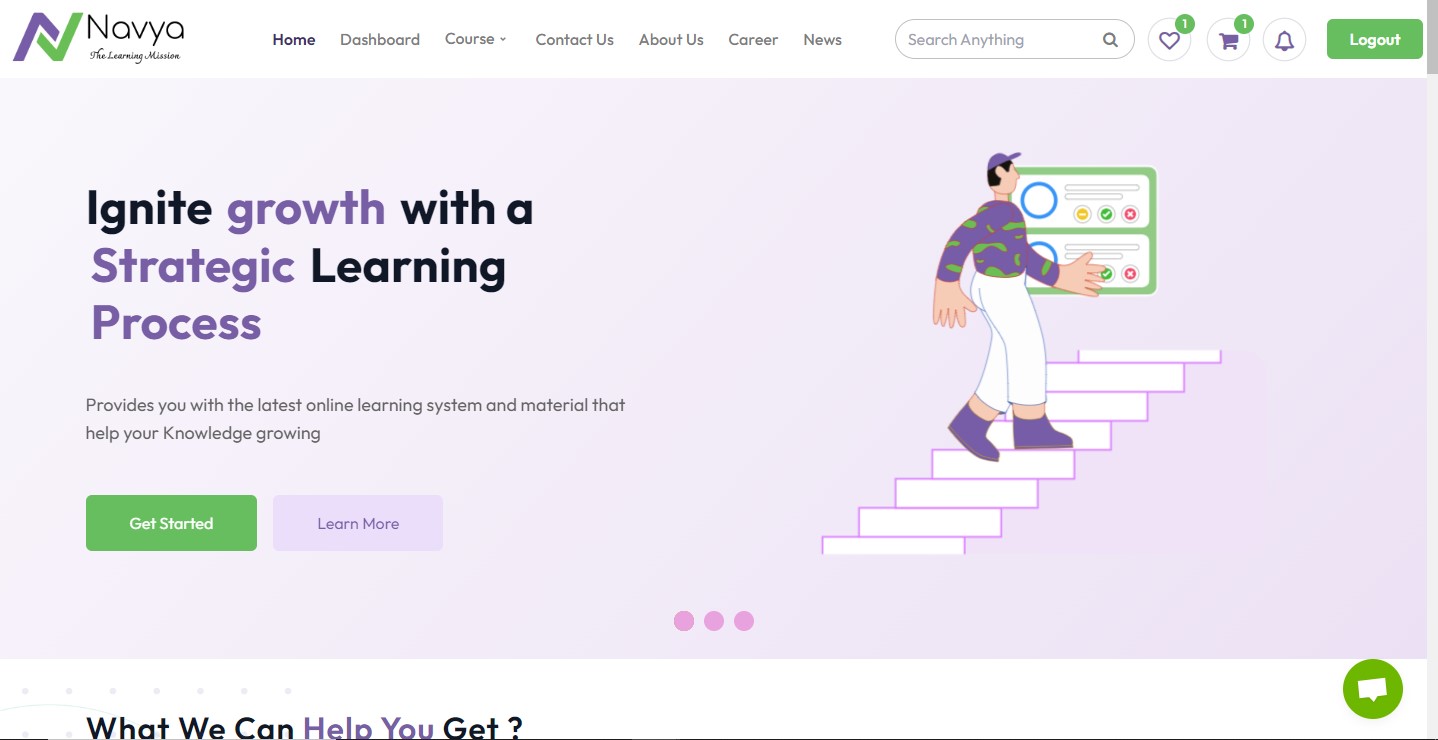 Navya
The Learning Mission
Home Dashboard Course Contact Us About Us Career News
Search Anything
1
1
Logout
Ignite growth with a
Strategic Learning
Process
Provides you with the latest online learning system and material that
help your Knowledge growing
Get Started Learn More
What We Can Help You Get ?